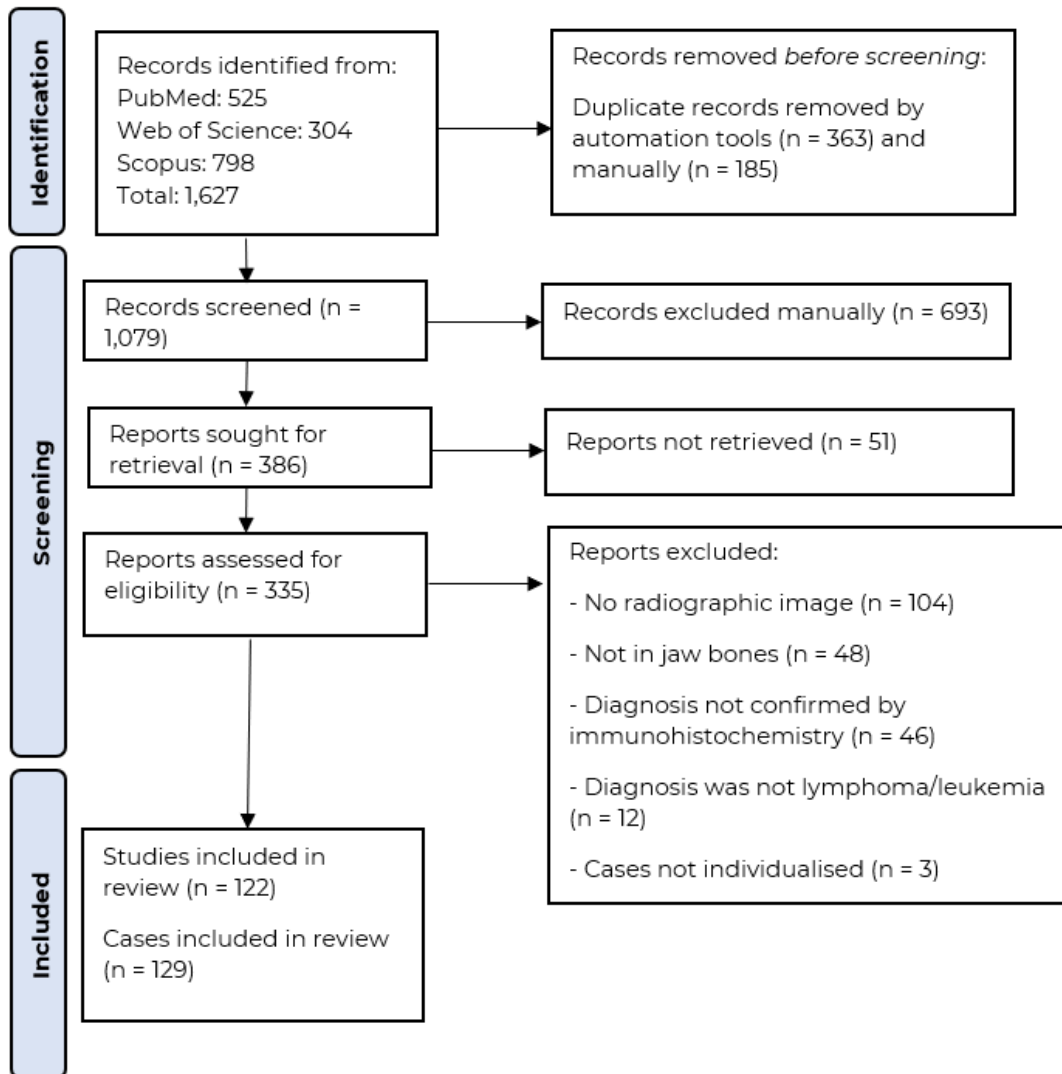 Identification
Records identified from:
PubMed: 525
Web of Science: 304
Scopus: 798
Total: 1,627
Records removed before screening:
Duplicate records removed by
automation tools (n = 363) and
manually (n = 185)
Screening
Records screened (n =
1,079)
Records excluded manually (n = 693)
Reports sought for
retrieval (n = 386)
Reports not retrieved (n = 51)
Reports assessed for
eligibility (n = 335)
Reports excluded:
- No radiographic image (n = 104)
- Not in jaw bones (n = 48)
- Diagnosis not confirmed by
immunohistochemistry (n = 46)
- Diagnosis was not lymphoma/leukemia
(n = 12)
- Cases not individualised (n = 3)
Included
Studies included in
review (n = 122)
Cases included in review
(n = 129)